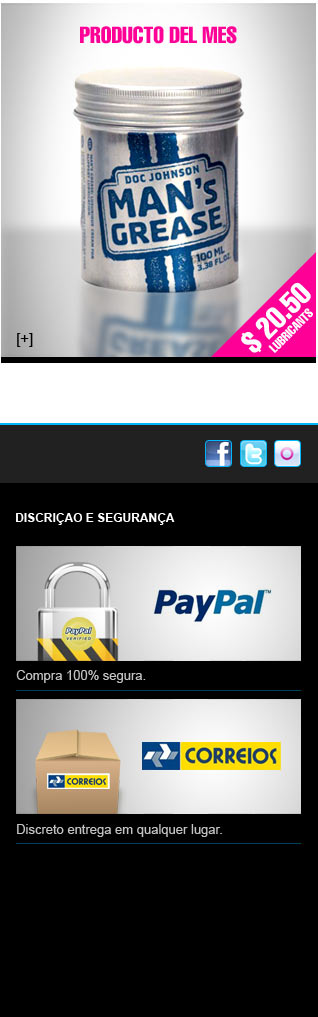 PRODUCTO DEL MES
DOC JOHNSON
MAN'S
GREASE
100 ML
3.38 FL.OZ.
[+]
$ 20.50
LUBRICANTS
DISCRIÇAO E SEGURANÇA
PayPal
VERIFIED
PayPal™
Compra 100% segura.
CORREIOS
CORREIOS
Discreto entrega em qualquer lugar.